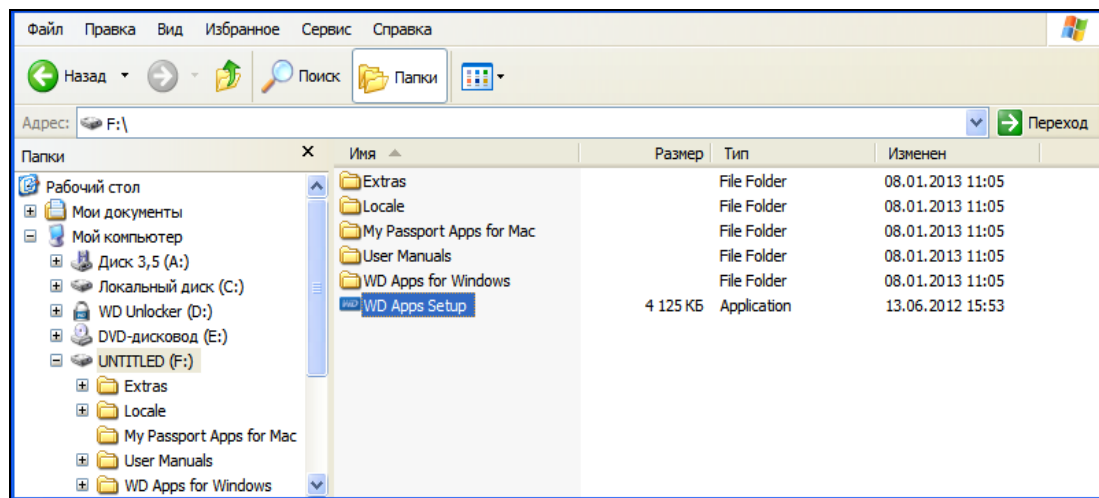 Файл Правка Вид Избранное Сервис Справка
Назад Поиск Папки
Адрес: F:\ Переход
Папки X Имя Размер Тип Изменен
Рабочий стол Extras File Folder 08.01.2013 11:05
Мои документы Locale File Folder 08.01.2013 11:05
Мой компьютер My Passport Apps for Mac File Folder 08.01.2013 11:05
Диск 3,5 (A:) User Manuals File Folder 08.01.2013 11:05
Локальный диск (C:) WD Apps for Windows File Folder 08.01.2013 11:05
WD Unlocker (D:) WD WD Apps Setup 4 125 КБ Application 13.06.2012 15:53
DVD-дисковод (E:)
UNTITLED (F:)
Extras
Locale
My Passport Apps for Mac
User Manuals
WD Apps for Windows